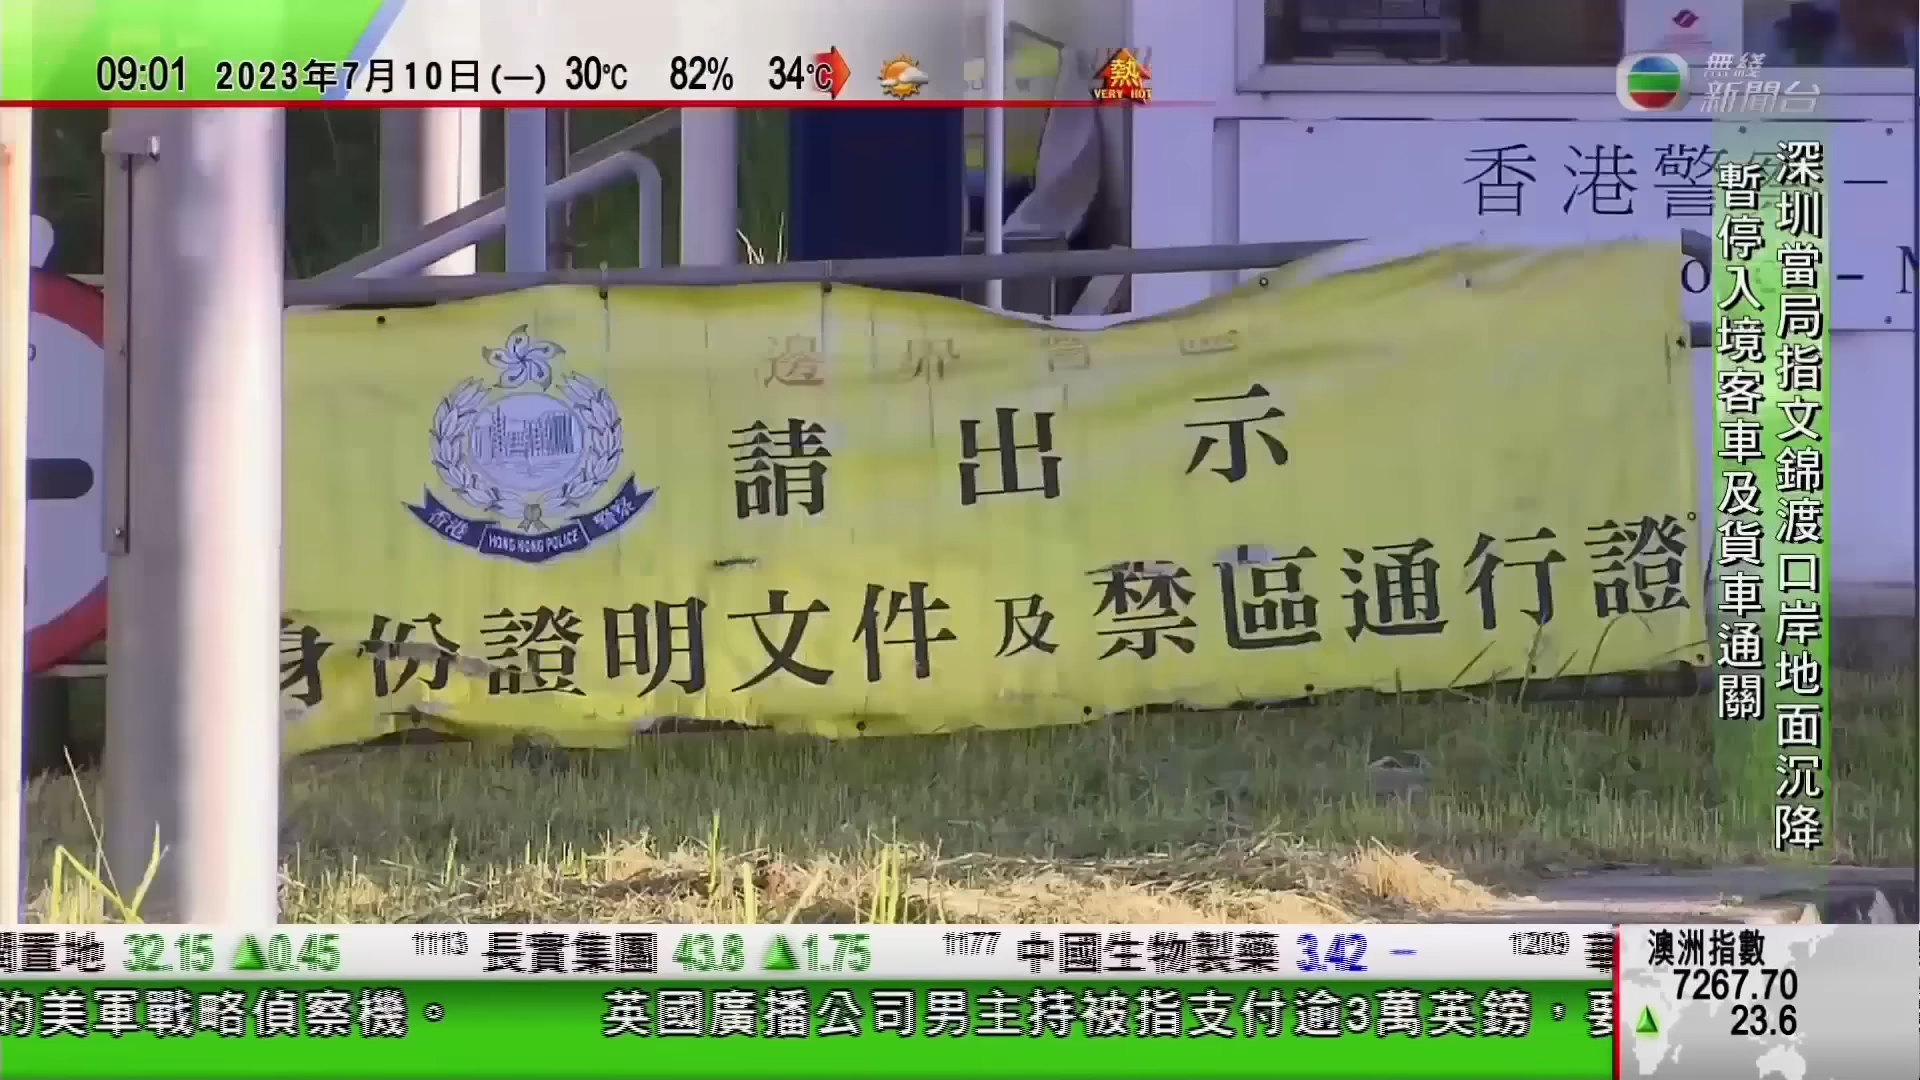 09:01 2023年7月10日(一) 30℃ 82% 34℃
熱
VERY HOT
無綫
新聞台
深圳當局指文錦渡口岸地面沉降
暫停入境客車及貨車通關
香港警
邊界警區
請出示
身份證明文件及禁區通行證
香港 HONG KONG POLICE 警察
置地 32.15 ▲0.45 1113 長實集團 43.8 ▲1.75 1177 中國生物製藥 3.42 – 1209
的美軍戰略偵察機。 英國廣播公司男主持被指支付逾3萬英鎊，要
澳洲指數
7267.70
▲ 23.6